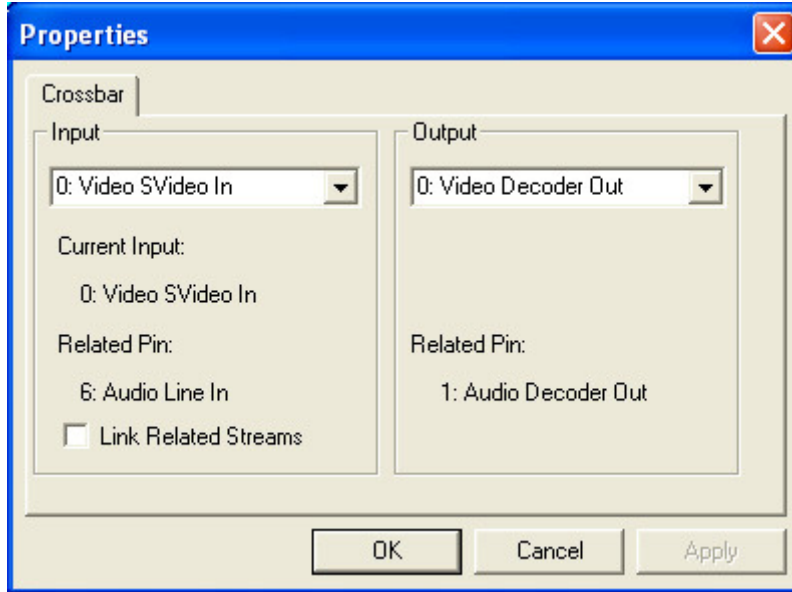 Properties
Crossbar
Input
0: Video SVideo In
Current Input:
0: Video SVideo In
Related Pin:
6: Audio Line In
Link Related Streams
Output
0: Video Decoder Out
Related Pin:
1: Audio Decoder Out
OK
Cancel
Apply